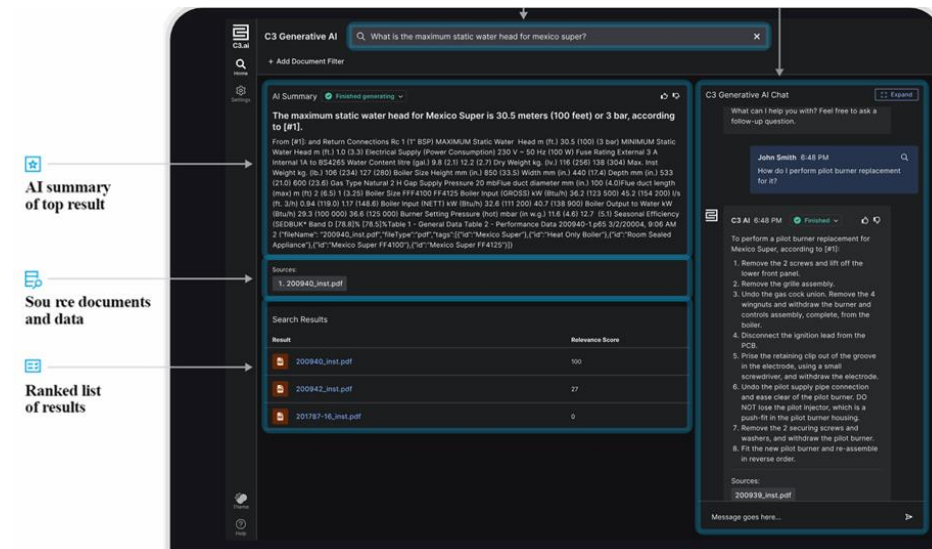 C3.ai
Home
Settings
Theme
Help
C3 Generative AI
What is the maximum static water head for mexico super?
+ Add Document Filter
AI summary
of top result
Sou rce documents
and data
Ranked list
of results
AI Summary
Finished generating
The maximum static water head for Mexico Super is 30.5 meters (100 feet) or 3 bar, according
to [#1].
From [#1]: and Return Connections Rc 1 (1" BSP) MAXIMUM Static Water Head m (ft.) 30.5 (100) (3 bar) MINIMUM Static
Water Head m (ft.) 1.0 (3.3) Electrical Supply (Power Consumption) 230 V ~ 50 Hz (100 W) Fuse Rating External 3 A
Internal 1A to BS4265 Water Content litre (gal.) 9.8 (2.1) 12.2 (2.7) Dry Weight kg. (lv.) 116 (256) 138 (304) Max. Inst
Weight kg. (lb.) 106 (234) 127 (280) Boiler Size Height mm (in.) 850 (33.5) Width mm (in.) 440 (17.4) Depth mm (in.) 533
(21.0) 600 (23.6) Gas Type Natural 2 H Gap Supply Pressure 20 mbFlue duct diameter mm (in.) 100 (4.0)Flue duct length
(max) m (ft) 2 (6.5) 1 (3.25) Boiler Size FFF4100 FF4125 Boiler Input (GROSS) kW (Btu/h) 36.2 (123 500) 45.2 (154 200) l/s
(ft. 3/h) 0.94 (119.0) 1.17 (148.6) Boiler Input (NETT) kW (Btu/h) 32.6 (111 200) 40.7 (138 900) Boiler Output to Water kW
(Btu/h) 29.3 (100 000) 36.6 (125 000) Burner Setting Pressure (hot) mbar (in w.g.) 11.6 (4.6) 12.7 (5.1) Seasonal Efficiency
(SEDBUK* Band D [78.8]% [78.5]%Table 1 - General Data Table 2 - Performance Data 200940-1.p65 3/22/20004, 9:06 AM
2 {"fileName": "200940_inst.pdf","fileType":"pdf","tags":[{"id":"Mexico Super"},{"id":"Heat Only Boiler"},{"id":"Room Sealed
Appliance"},{"id":"Mexico Super FF4100"},{"id":"Mexico Super FF4125"}]}
Sources:
1. 200940_inst.pdf
Search Results
Result Relevance Score
200940_inst.pdf 100
200942_inst.pdf 27
201787-16_inst.pdf 0
C3 Generative AI Chat
Expand
What can I help you with? Feel free to ask a
follow-up question.
John Smith 6:48 PM
How do I perform pilot burner replacement
for it?
C3 AI 6:48 PM Finished
To perform a pilot burner replacement for
Mexico Super, according to [#1]:
1. Remove the 2 screws and lift off the
lower front panel.
2. Remove the grille assembly.
3. Undo the gas cock union. Remove the 4
wingnuts and withdraw the burner and
controls assembly, complete, from the
boiler.
4. Disconnect the ignition lead from the
PCB.
5. Prise the retaining clip out of the groove
in the electrode, using a small
screwdriver, and withdraw the electrode.
6. Undo the pilot supply pipe connection
and ease clear of the pilot burner. DO
NOT lose the pilot injector, which is a
push-fit in the pilot burner housing.
7. Remove the 2 securing screws and
washers, and withdraw the pilot burner.
8. Fit the new pilot burner and re-assemble
in reverse order.
Sources:
200939_inst.pdf
Message goes here...